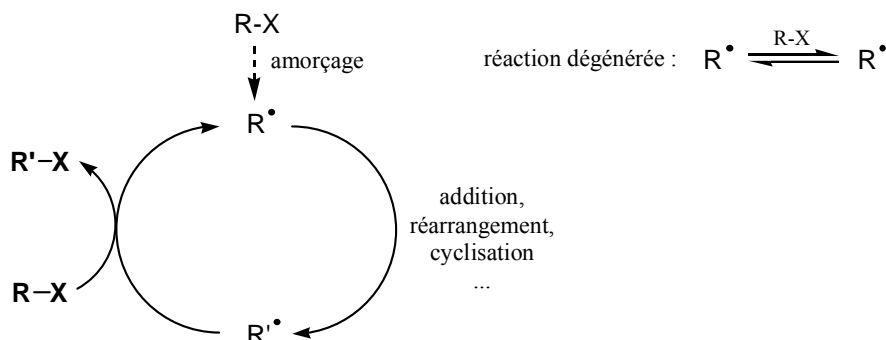 R-X
amorçage
réaction dégénérée : R• R-X R•
R•
R'–X
addition,
réarrangement,
cyclisation
...
R–X
R'•